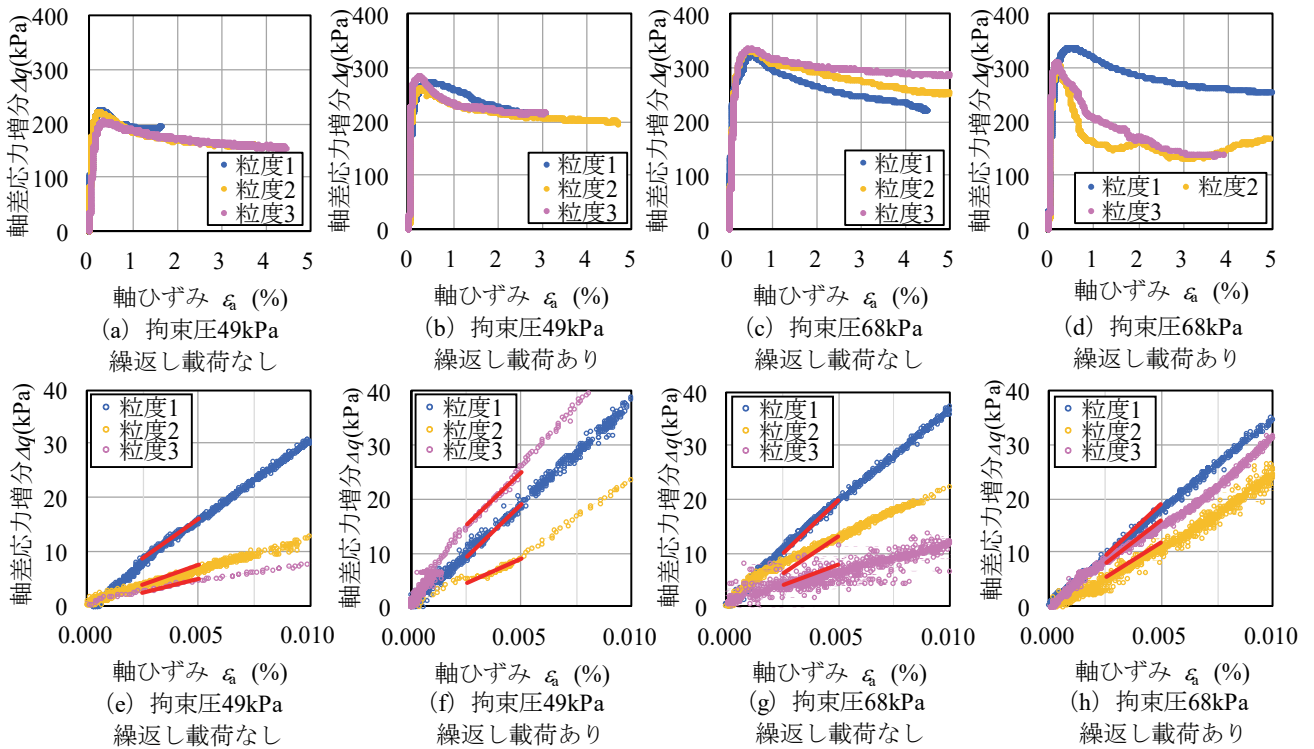 軸差応力増分Δq(kPa)
400
300
200
100
0
粒度1
粒度2
粒度3
0 1 2 3 4 5
軸ひずみ εa (%)
(a) 拘束圧49kPa
繰返し載荷なし
軸差応力増分Δq(kPa)
400
300
200
100
0
粒度1
粒度2
粒度3
0 1 2 3 4 5
軸ひずみ εa (%)
(b) 拘束圧49kPa
繰返し載荷あり
軸差応力増分Δq(kPa)
400
300
200
100
0
粒度1
粒度2
粒度3
0 1 2 3 4 5
軸ひずみ εa (%)
(c) 拘束圧68kPa
繰返し載荷なし
軸差応力増分Δq(kPa)
400
300
200
100
0
粒度1 粒度2
粒度3
0 1 2 3 4 5
軸ひずみ εa (%)
(d) 拘束圧68kPa
繰返し載荷あり
軸差応力増分Δq(kPa)
40
30
20
10
0
粒度1
粒度2
粒度3
0.000 0.005 0.010
軸ひずみ εa (%)
(e) 拘束圧49kPa
繰返し載荷なし
軸差応力増分Δq(kPa)
40
30
20
10
0
粒度1
粒度2
粒度3
0.000 0.005 0.010
軸ひずみ εa (%)
(f) 拘束圧49kPa
繰返し載荷あり
軸差応力増分Δq(kPa)
40
30
20
10
0
粒度1
粒度2
粒度3
0.000 0.005 0.010
軸ひずみ εa (%)
(g) 拘束圧68kPa
繰返し載荷なし
軸差応力増分Δq(kPa)
40
30
20
10
0
粒度1
粒度2
粒度3
0.000 0.005 0.010
軸ひずみ εa (%)
(h) 拘束圧68kPa
繰返し載荷あり